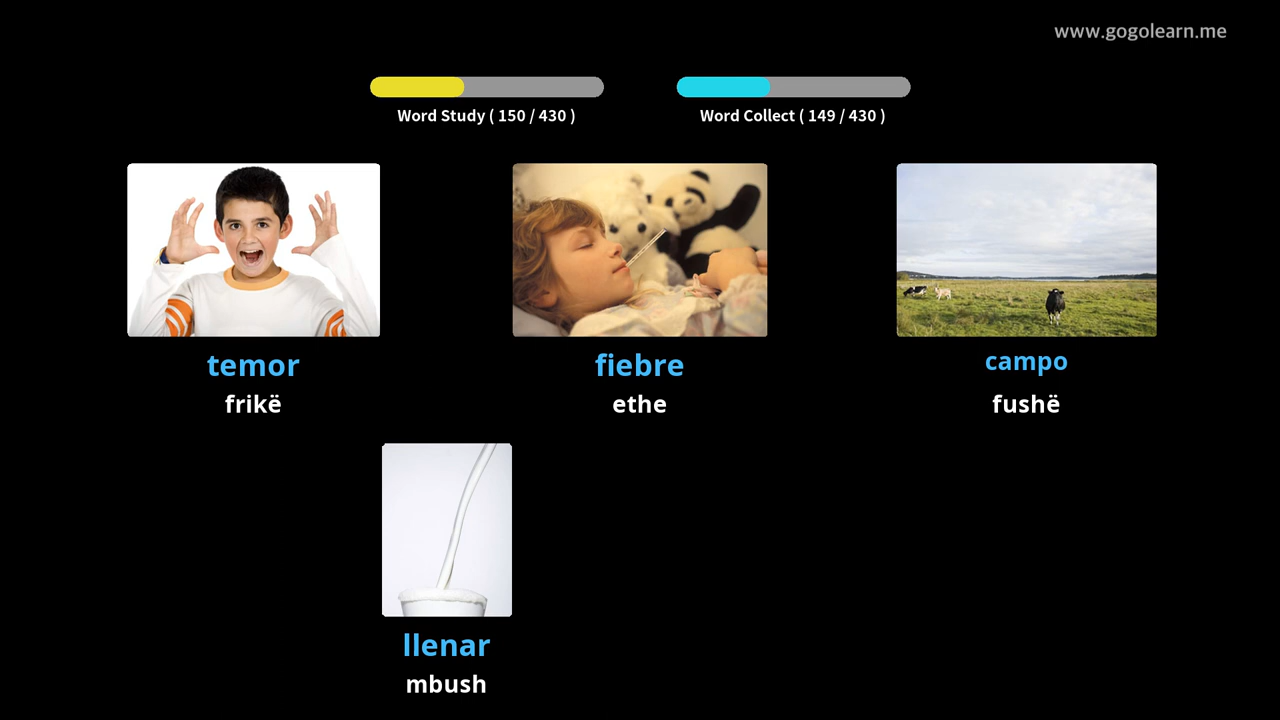 www.gogolearn.me
Word Study ( 150 / 430 )
Word Collect ( 149 / 430 )
temor
frikë
fiebre
ethe
campo
fushë
llenar
mbush